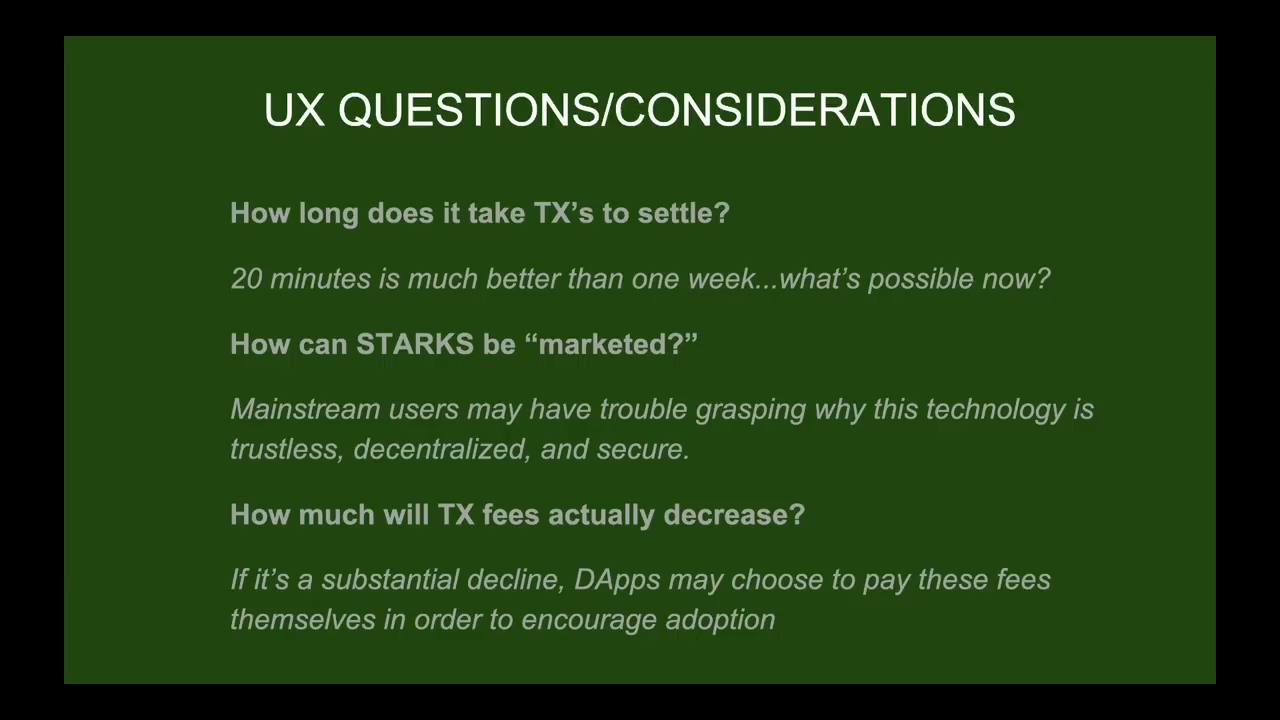 UX QUESTIONS/CONSIDERATIONS
How long does it take TX’s to settle?
20 minutes is much better than one week...what’s possible now?
How can STARKS be “marketed?”
Mainstream users may have trouble grasping why this technology is
trustless, decentralized, and secure.
How much will TX fees actually decrease?
If it’s a substantial decline, DApps may choose to pay these fees
themselves in order to encourage adoption